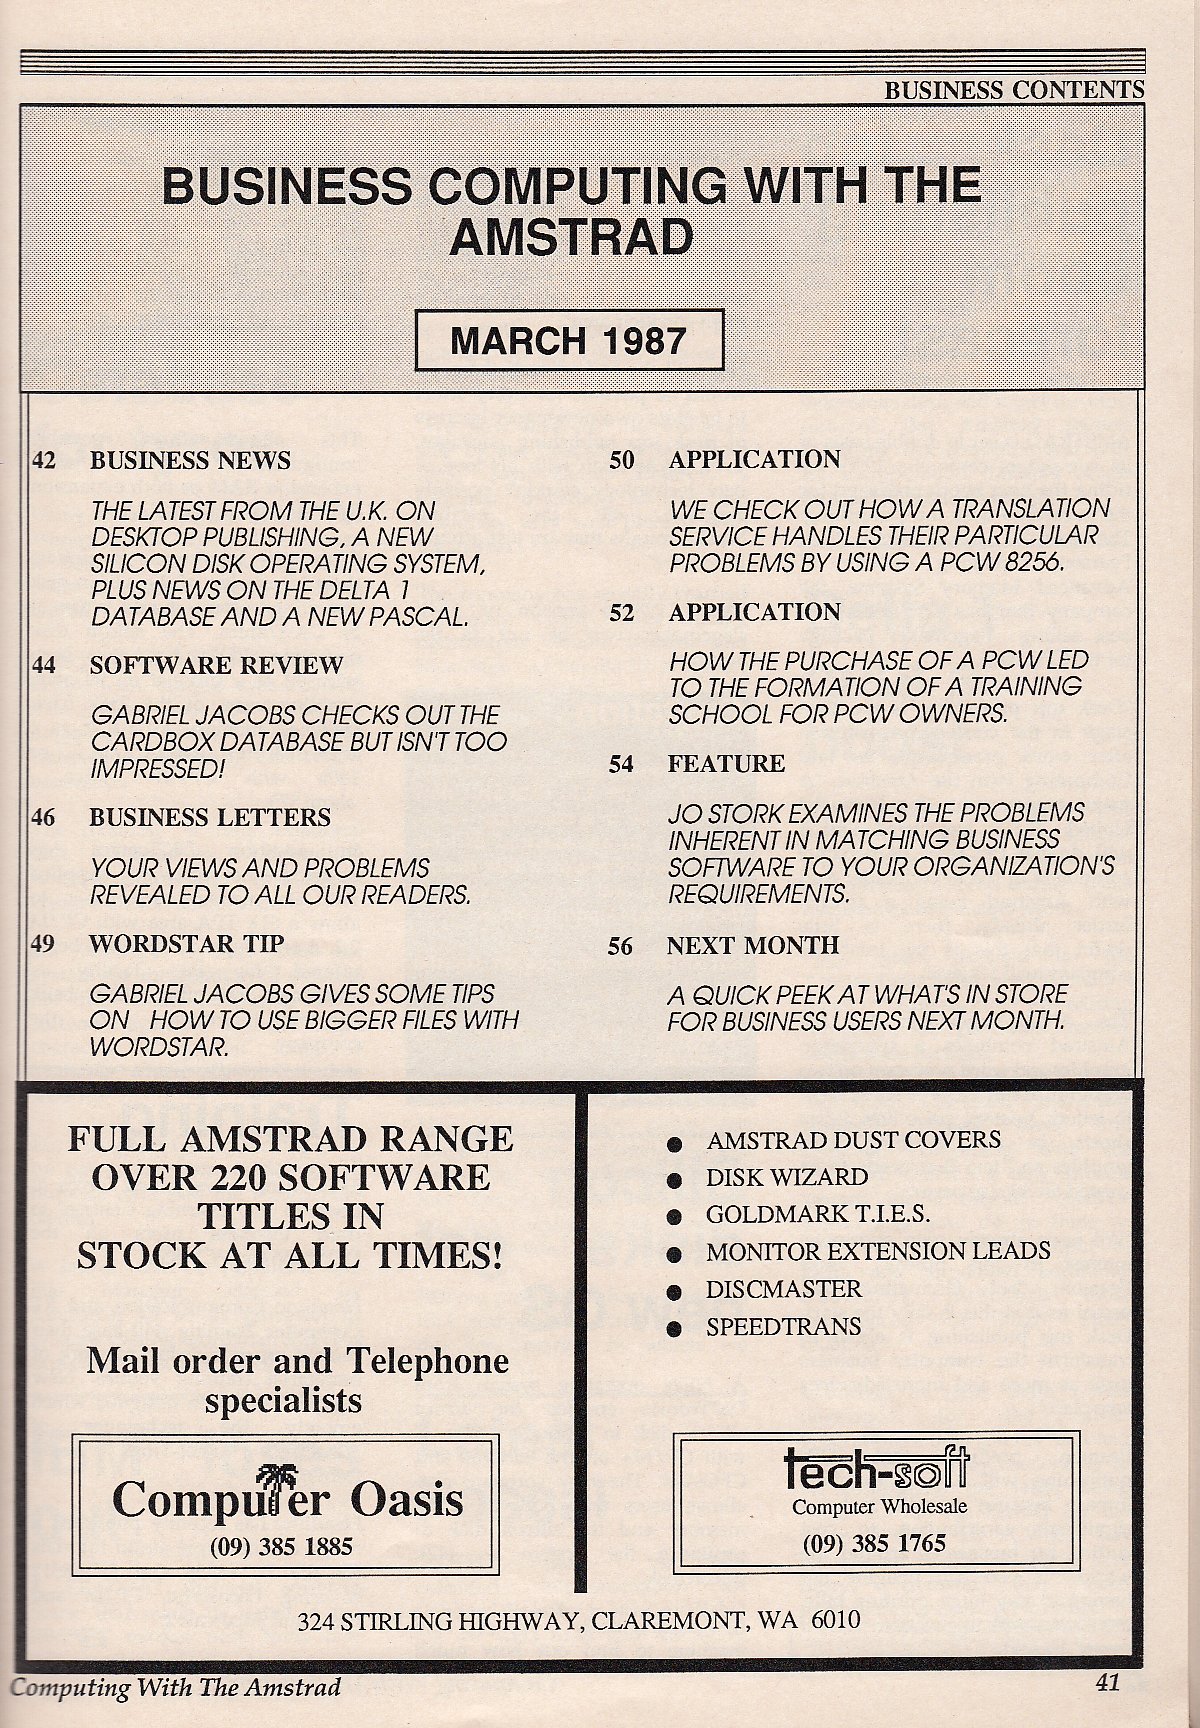 BUSINESS CONTENTS
BUSINESS COMPUTING WITH THE
AMSTRAD
MARCH 1987
42 BUSINESS NEWS
THE LATEST FROM THE U.K. ON
DESKTOP PUBLISHING, A NEW
SILICON DISK OPERATING SYSTEM,
PLUS NEWS ON THE DELTA 1
DATABASE AND A NEW PASCAL.
44 SOFTWARE REVIEW
GABRIEL JACOBS CHECKS OUT THE
CARDBOX DATABASE BUT ISN'T TOO
IMPRESSED!
46 BUSINESS LETTERS
YOUR VIEWS AND PROBLEMS
REVEALED TO ALL OUR READERS.
49 WORDSTAR TIP
GABRIEL JACOBS GIVES SOME TIPS
ON HOW TO USE BIGGER FILES WITH
WORDSTAR.
50 APPLICATION
WE CHECK OUT HOW A TRANSLATION
SERVICE HANDLES THEIR PARTICULAR
PROBLEMS BY USING A PCW 8256.
52 APPLICATION
HOW THE PURCHASE OF A PCW LED
TO THE FORMATION OF A TRAINING
SCHOOL FOR PCW OWNERS.
54 FEATURE
JO STORK EXAMINES THE PROBLEMS
INHERENT IN MATCHING BUSINESS
SOFTWARE TO YOUR ORGANIZATION'S
REQUIREMENTS.
56 NEXT MONTH
A QUICK PEEK AT WHAT'S IN STORE
FOR BUSINESS USERS NEXT MONTH.
FULL AMSTRAD RANGE
OVER 220 SOFTWARE
TITLES IN
STOCK AT ALL TIMES!
Mail order and Telephone
specialists
Computer Oasis
(09) 385 1885
● AMSTRAD DUST COVERS
● DISK WIZARD
● GOLDMARK T.I.E.S.
● MONITOR EXTENSION LEADS
● DISCMASTER
● SPEEDTRANS
tech-soft
Computer Wholesale
(09) 385 1765
324 STIRLING HIGHWAY, CLAREMONT, WA 6010
Computing With The Amstrad
41